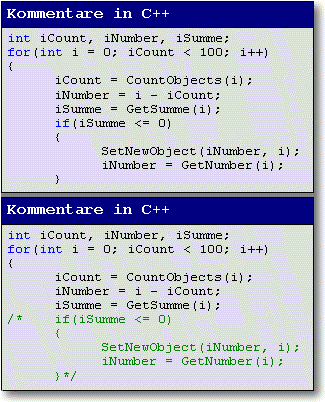 Kommentare in C++
int iCount, iNumber, iSumme;
for(int i = 0; iCount < 100; i++)
{
iCount = CountObjects(i);
iNumber = i - iCount;
iSumme = GetSumme(i);
if(iSumme <= 0)
{
SetNewObject(iNumber, i);
iNumber = GetNumber(i);
}
Kommentare in C++
int iCount, iNumber, iSumme;
for(int i = 0; iCount < 100; i++)
{
iCount = CountObjects(i);
iNumber = i - iCount;
iSumme = GetSumme(i);
/* if(iSumme <= 0)
{
SetNewObject(iNumber, i);
iNumber = GetNumber(i);
}*/